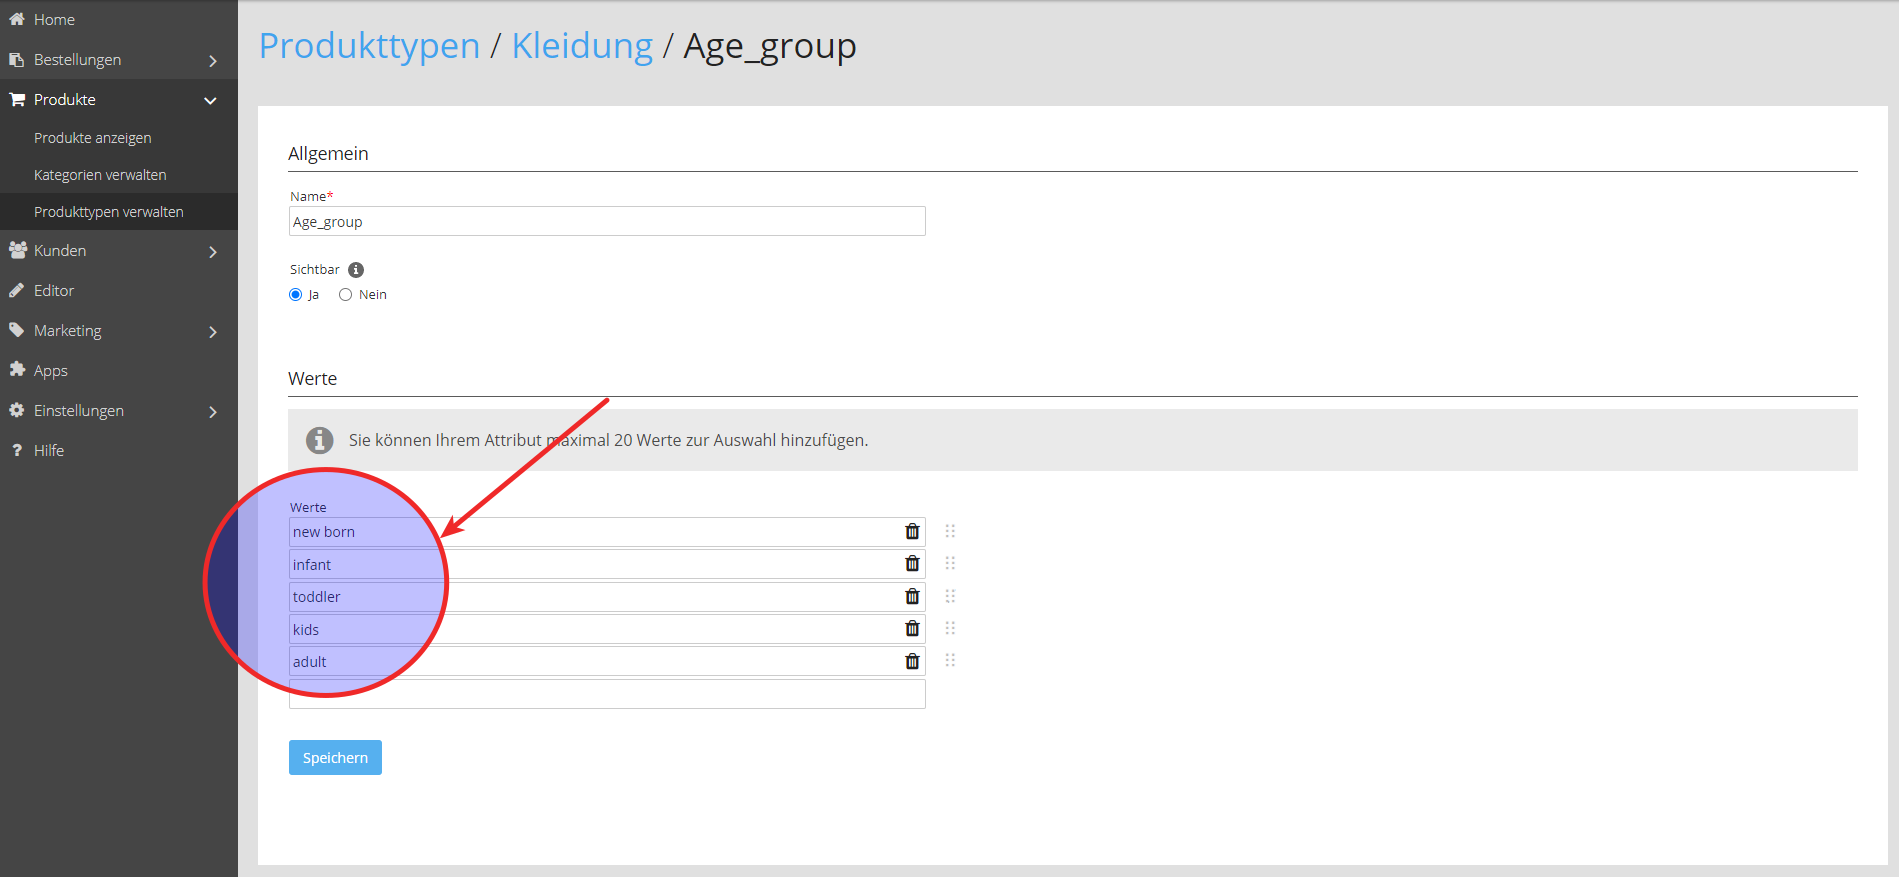 Home
Bestellungen
Produkte
Produkte anzeigen
Kategorien verwalten
Produkttypen verwalten
Kunden
Editor
Marketing
Apps
Einstellungen
Hilfe
Produkttypen / Kleidung / Age_group
Allgemein
Name*
Age_group
Sichtbar
Ja Nein
Werte
Sie können Ihrem Attribut maximal 20 Werte zur Auswahl hinzufügen.
Werte
new born
infant
toddler
kids
adult
Speichern